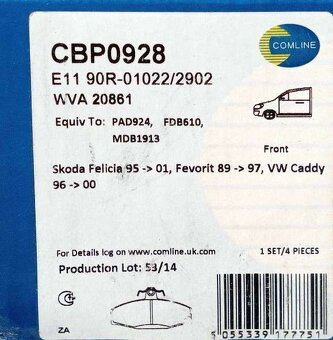 CBP0928
COMLINE
E11 90R-01022/2902
WVA 20861
Equiv To: PAD924, FDB610,
MDB1913
Front
Skoda Felicia 95 -> 01, Fevorit 89 -> 97, VW Caddy
96 -> 00
For Details log on www.comline.uk.com
1 SET/4 PIECES
Production Lot: 53/14
ZA
5 055339 177751